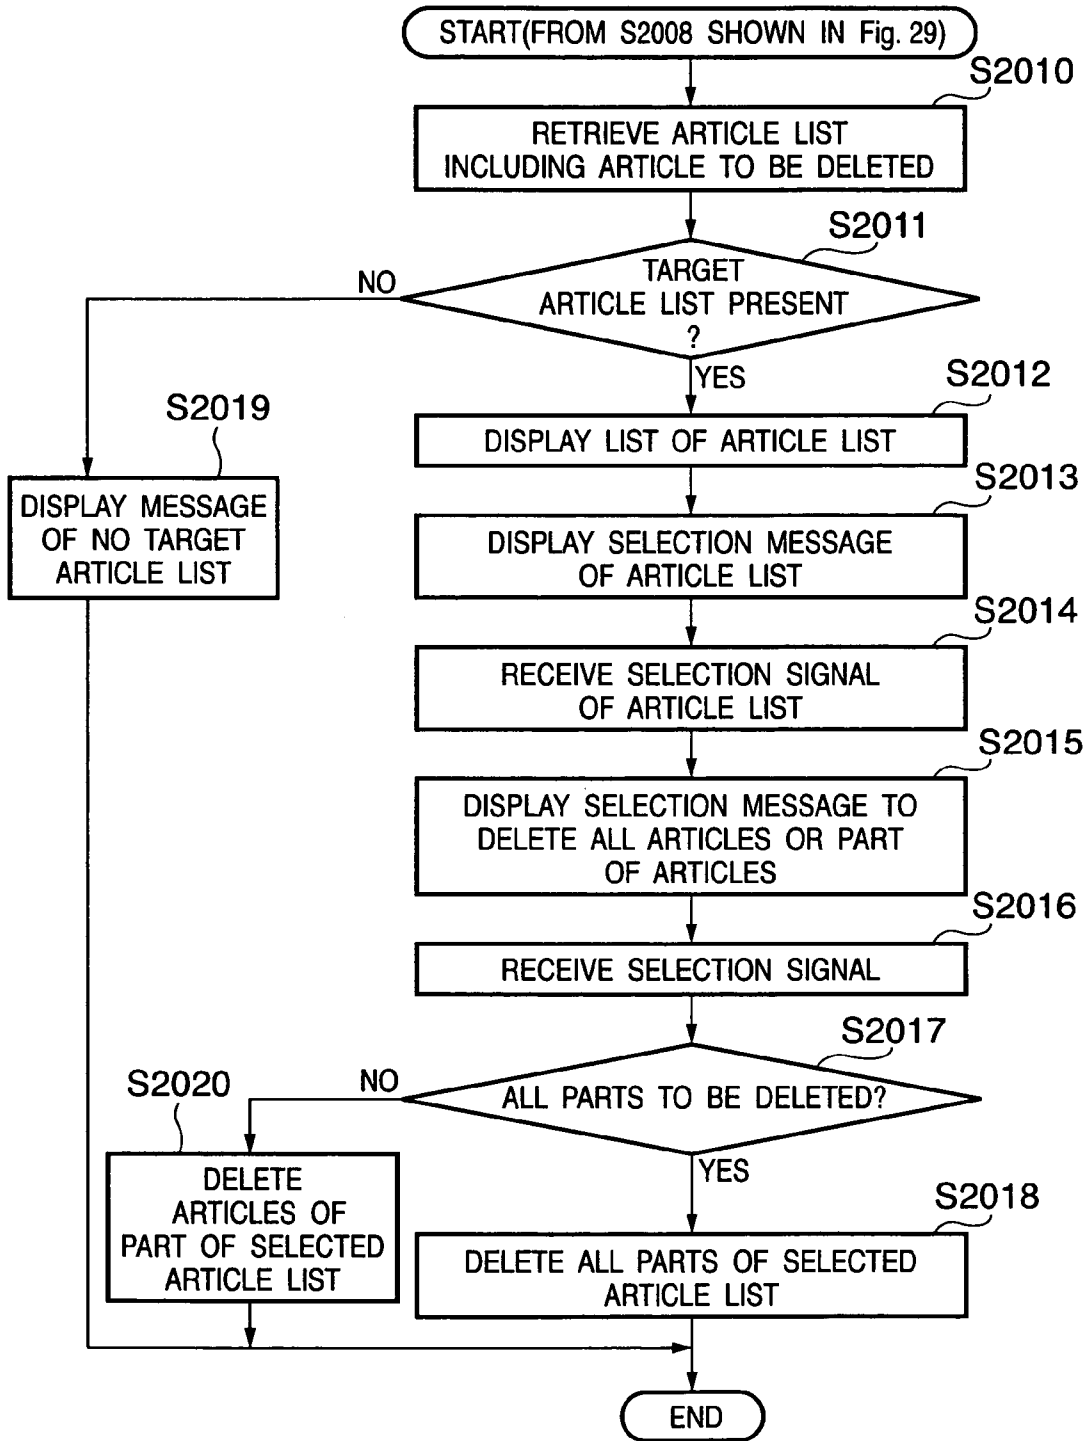 START(FROM S2008 SHOWN IN Fig. 29)
S2010
RETRIEVE ARTICLE LIST
INCLUDING ARTICLE TO BE DELETED
S2011
TARGET
ARTICLE LIST PRESENT
?
NO
YES
S2012
DISPLAY LIST OF ARTICLE LIST
S2019
DISPLAY MESSAGE
OF NO TARGET
ARTICLE LIST
S2013
DISPLAY SELECTION MESSAGE
OF ARTICLE LIST
S2014
RECEIVE SELECTION SIGNAL
OF ARTICLE LIST
S2015
DISPLAY SELECTION MESSAGE TO
DELETE ALL ARTICLES OR PART
OF ARTICLES
S2016
RECEIVE SELECTION SIGNAL
S2017
ALL PARTS TO BE DELETED?
NO
YES
S2020
DELETE
ARTICLES OF
PART OF SELECTED
ARTICLE LIST
S2018
DELETE ALL PARTS OF SELECTED
ARTICLE LIST
END